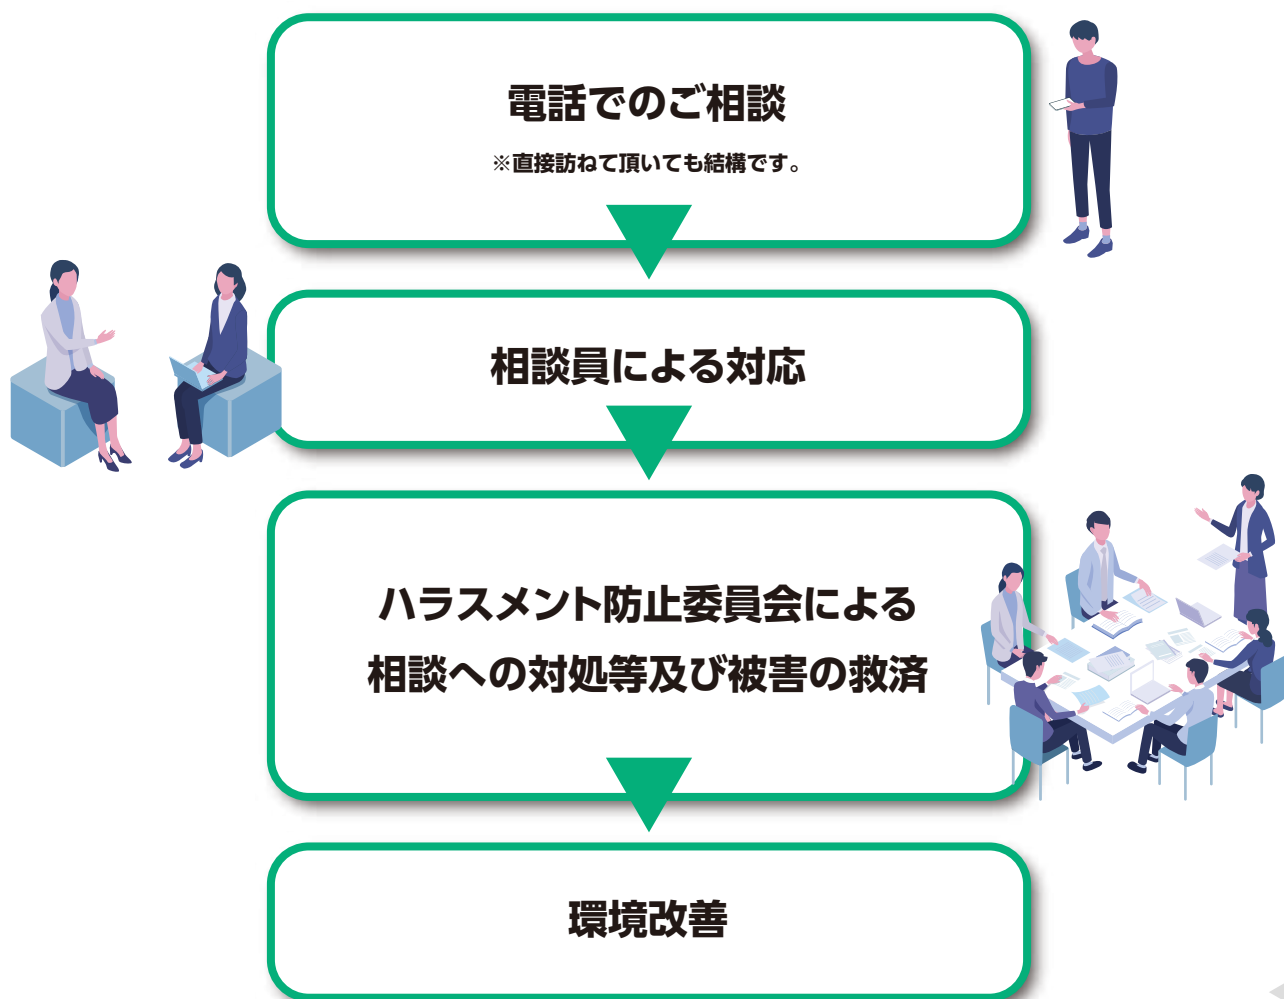 電話でのご相談
※直接訪ねて頂いても結構です。
相談員による対応
ハラスメント防止委員会による
相談への対処等及び被害の救済
環境改善